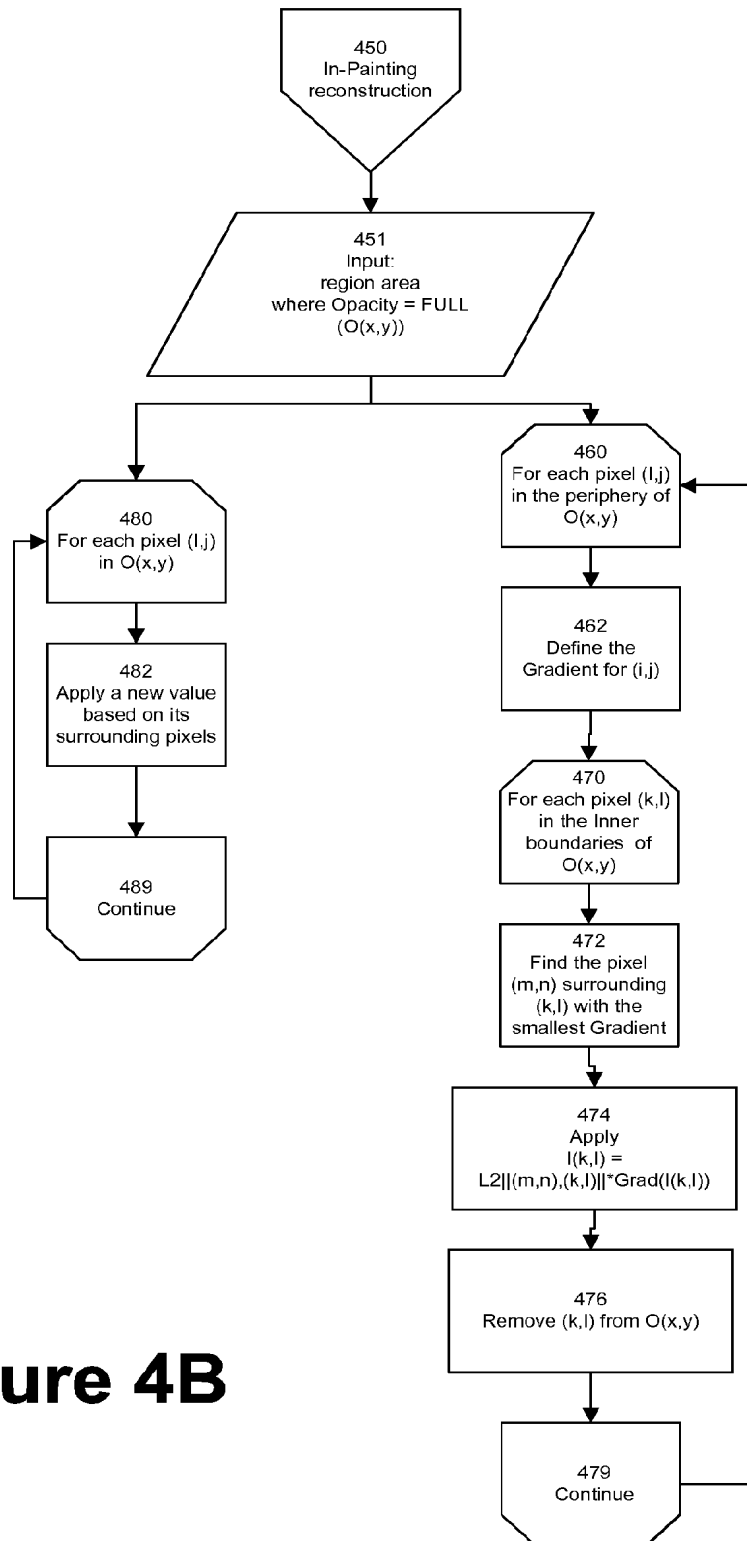 450
In-Painting
reconstruction
451
Input:
region area
where Opacity = FULL
(O(x,y))
480
For each pixel (I,j)
in O(x,y)
482
Apply a new value
based on its
surrounding pixels
489
Continue
460
For each pixel (I,j)
in the periphery of
O(x,y)
462
Define the
Gradient for (i,j)
470
For each pixel (k,l)
in the Inner
boundaries of
O(x,y)
472
Find the pixel
(m,n) surrounding
(k,l) with the
smallest Gradient
474
Apply
I(k,l) =
L2||(m,n),(k,l)||*Grad(I(k,l))
476
Remove (k,l) from O(x,y)
479
Continue
ure 4B